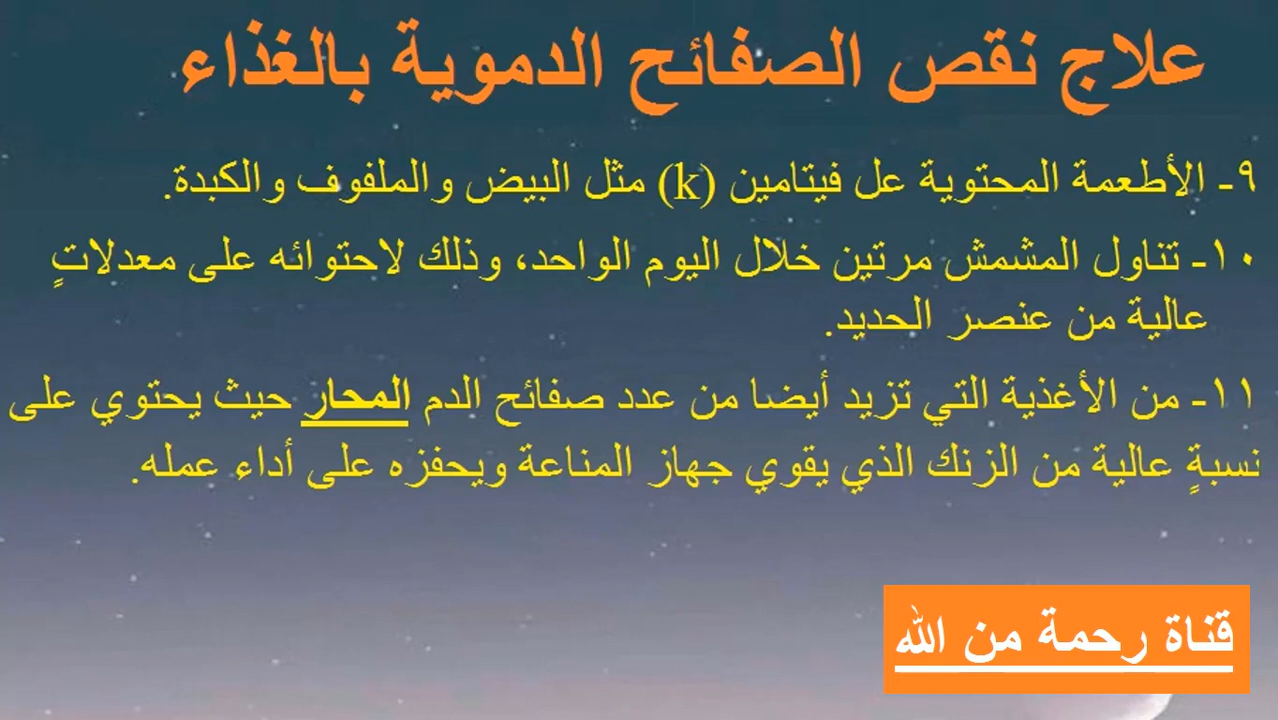 علاج نقص الصفائح الدموية بالغذاء
٩- الأطعمة المحتوية عل فيتامين (k) مثل البيض والملفوف والكبدة.
١٠- تناول المشمش مرتين خلال اليوم الواحد، وذلك لاحتوائه على معدلاتٍ
عالية من عنصر الحديد.
١١- من الأغذية التي تزيد أيضا من عدد صفائح الدم المحار حيث يحتوي على
نسبةٍ عالية من الزنك الذي يقوي جهاز المناعة ويحفزه على أداء عمله.
قناة رحمة من الله